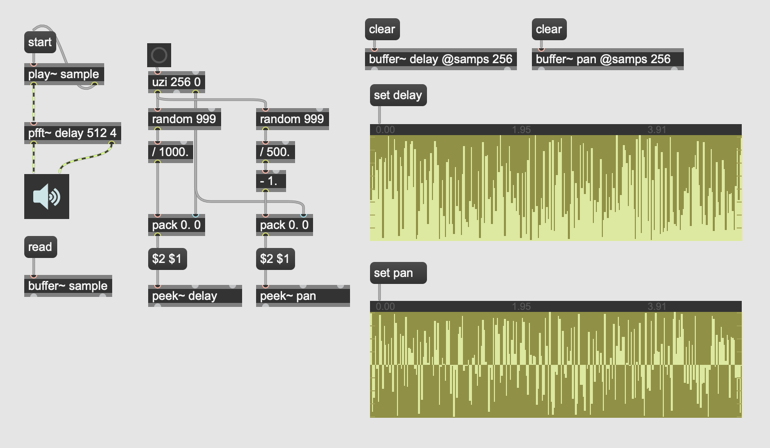 start
play~ sample
pfft~ delay 512 4
read
buffer~ sample
uzi 256 0
random 999
random 999
/ 1000.
/ 500.
- 1.
pack 0. 0
pack 0. 0
$2 $1
$2 $1
peek~ delay
peek~ pan
clear
clear
buffer~ delay @samps 256
buffer~ pan @samps 256
set delay
0.00 1.95 3.91
set pan
0.00 1.95 3.91